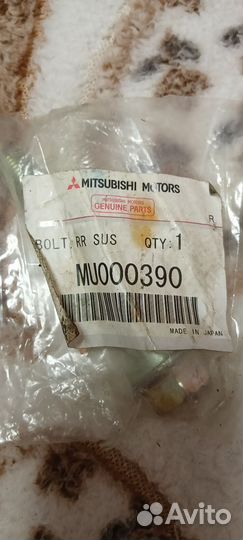 MITSUBISHI MOTORS
GENUINE PARTS
R
BOLT, RR SUS QTY:1
MU000390
MADE IN JAPAN
Avito